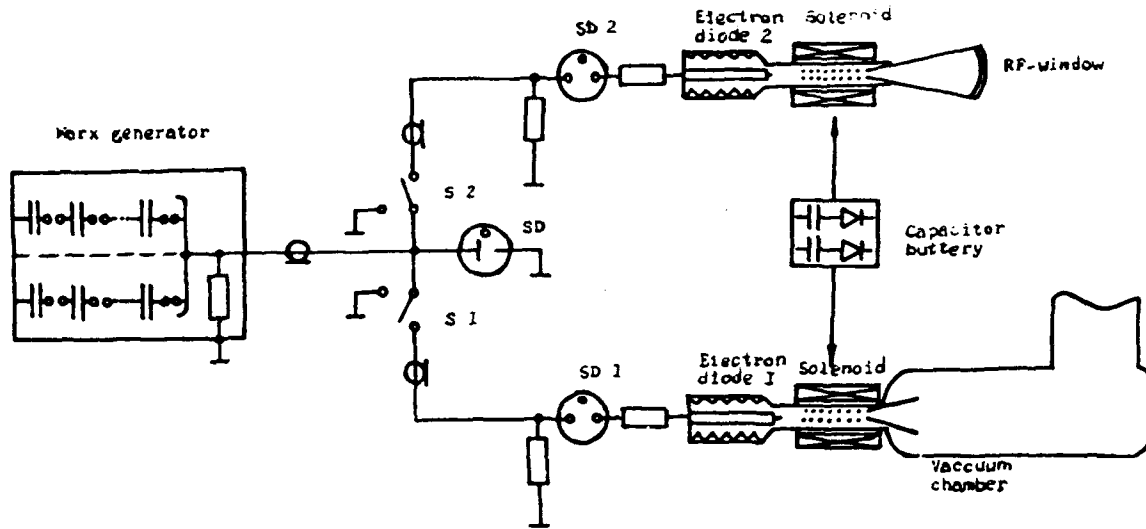 SD 2
Electron
diode 2
Solenoid
RF-window
Marx generator
S 2
SD
Capacitor
buttery
S 1
SD 1
Electron
diode 1
Solenoid
Vaccuum
chamber